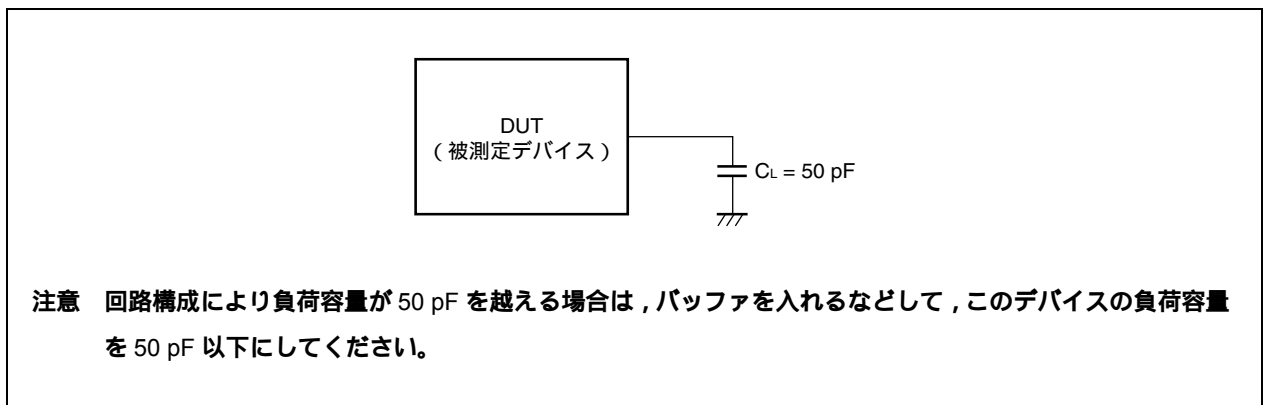 DUT
(被測定デバイス)
CL = 50 pF
注意 回路構成により負荷容量が 50 pF を越える場合は,バッファを入れるなどして,このデバイスの負荷容量
を 50 pF 以下にしてください。